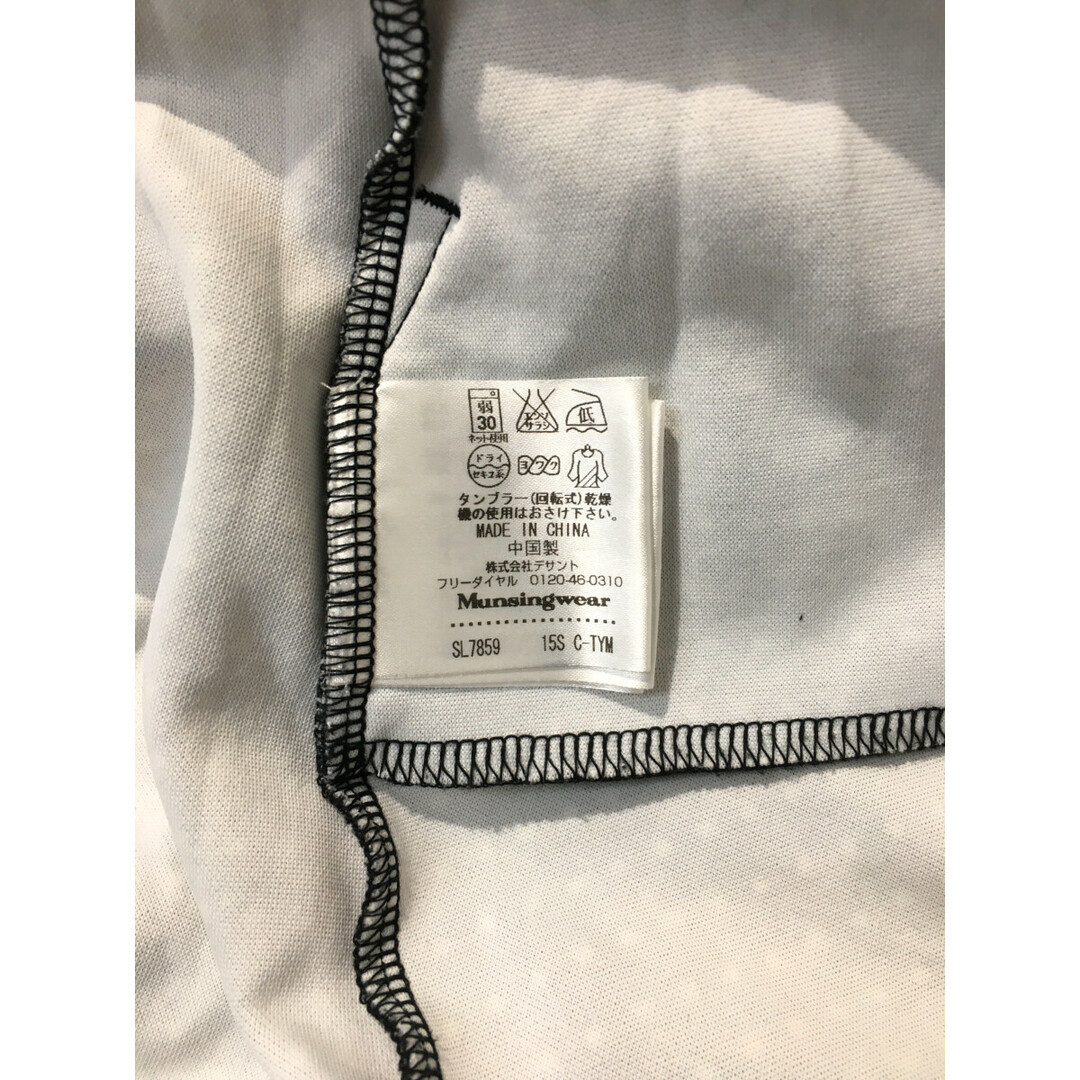 弱
30
ネット使用
エンソ
サラシ
低
ドライ
セキユ系
ヨワク
タンブラー(回転式)乾燥
機の使用はおさけ下さい。
MADE IN CHINA
中国製
株式会社デサント
フリーダイヤル 0120-46-0310
Munsingwear
SL7859 15S C-TYM